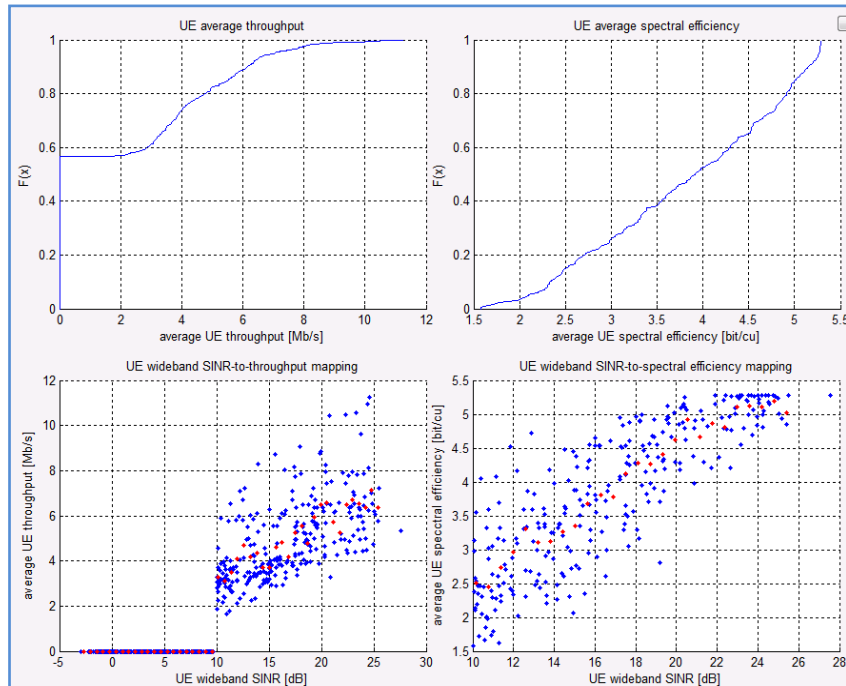 UE average throughput
1
0.8
0.6
0.4
0.2
0
F(x)
0 2 4 6 8 10 12
average UE throughput [Mb/s]
UE average spectral efficiency
1
0.8
0.6
0.4
0.2
0
F(x)
1.5 2 2.5 3 3.5 4 4.5 5 5.5
average UE spectral efficiency [bit/cu]
UE wideband SINR-to-throughput mapping
12
10
8
6
4
2
0
average UE throughput [Mb/s]
-5 0 5 10 15 20 25 30
UE wideband SINR [dB]
UE wideband SINR-to-spectral efficiency mapping
5.5
5
4.5
4
3.5
3
2.5
2
1.5
average UE specctral efficiency [bit/cu]
10 12 14 16 18 20 22 24 26 28
UE wideband SINR [dB]